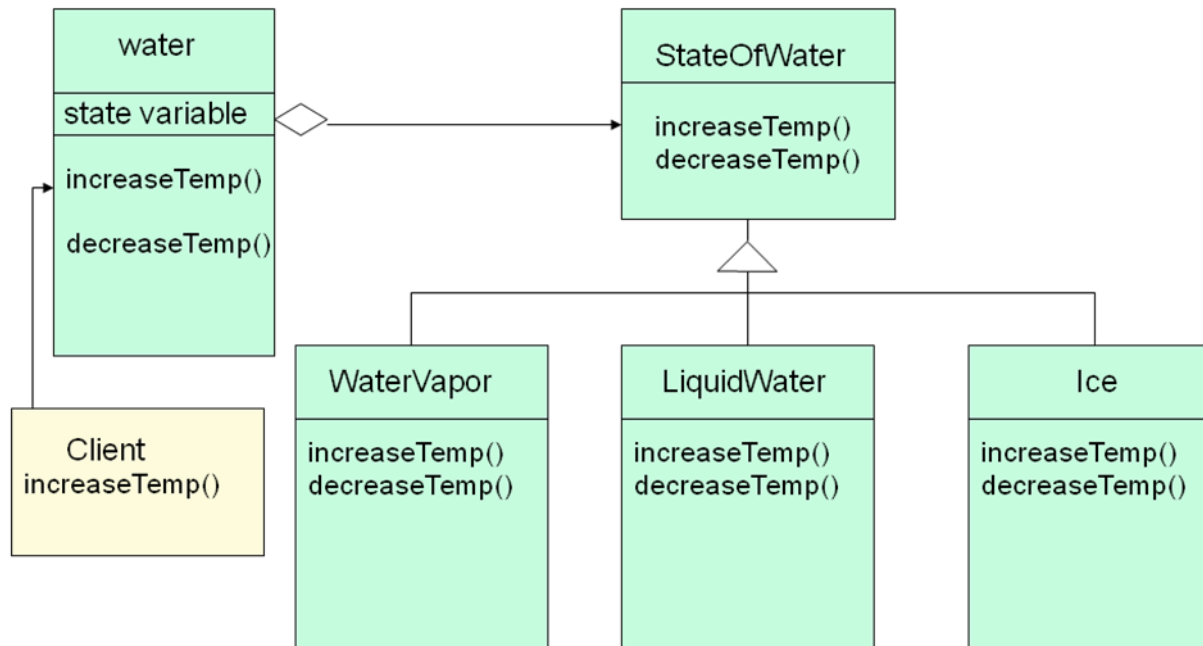 water
state variable
increaseTemp()
decreaseTemp()
StateOfWater
increaseTemp()
decreaseTemp()
Client
increaseTemp()
WaterVapor
increaseTemp()
decreaseTemp()
LiquidWater
increaseTemp()
decreaseTemp()
Ice
increaseTemp()
decreaseTemp()